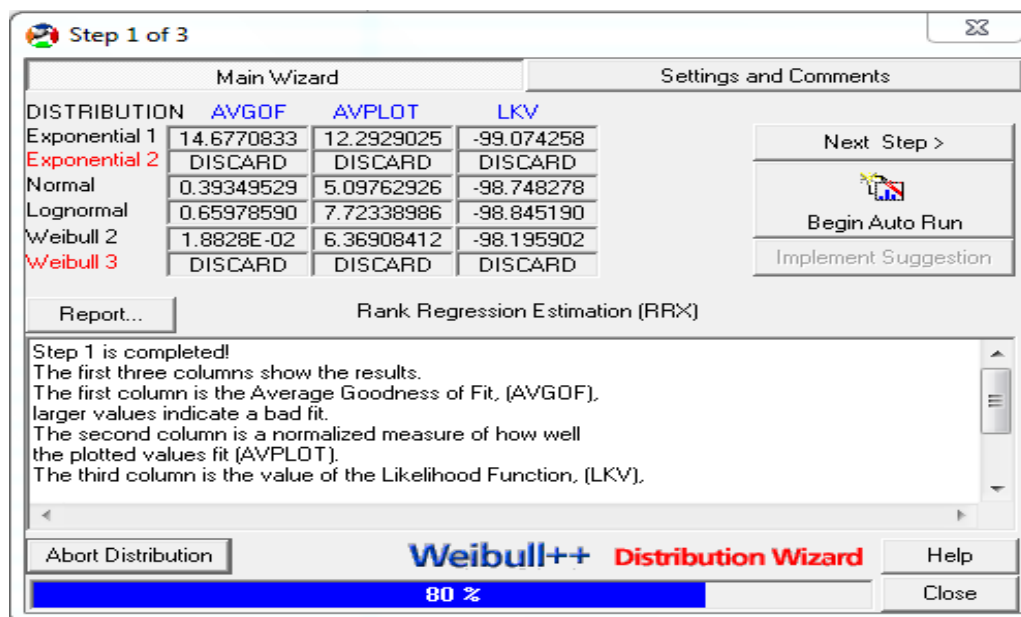 Step 1 of 3
Main Wizard Settings and Comments
DISTRIBUTION AVGOF AVPLOT LKV
Exponential 1 14.6770833 12.2929025 -99.074258
Exponential 2 DISCARD DISCARD DISCARD
Normal 0.39349529 5.09762926 -98.748278
Lognormal 0.65978590 7.72338986 -98.845190
Weibull 2 1.8828E-02 6.36908412 -98.195902
Weibull 3 DISCARD DISCARD DISCARD
Next Step >
Begin Auto Run
Implement Suggestion
Report... Rank Regression Estimation (RRX)
Step 1 is completed!
The first three columns show the results.
The first column is the Average Goodness of Fit, (AVGOF),
larger values indicate a bad fit.
The second column is a normalized measure of how well
the plotted values fit (AVPLOT).
The third column is the value of the Likelihood Function, (LKV),
Abort Distribution Weibull++ Distribution Wizard Help
80 % Close